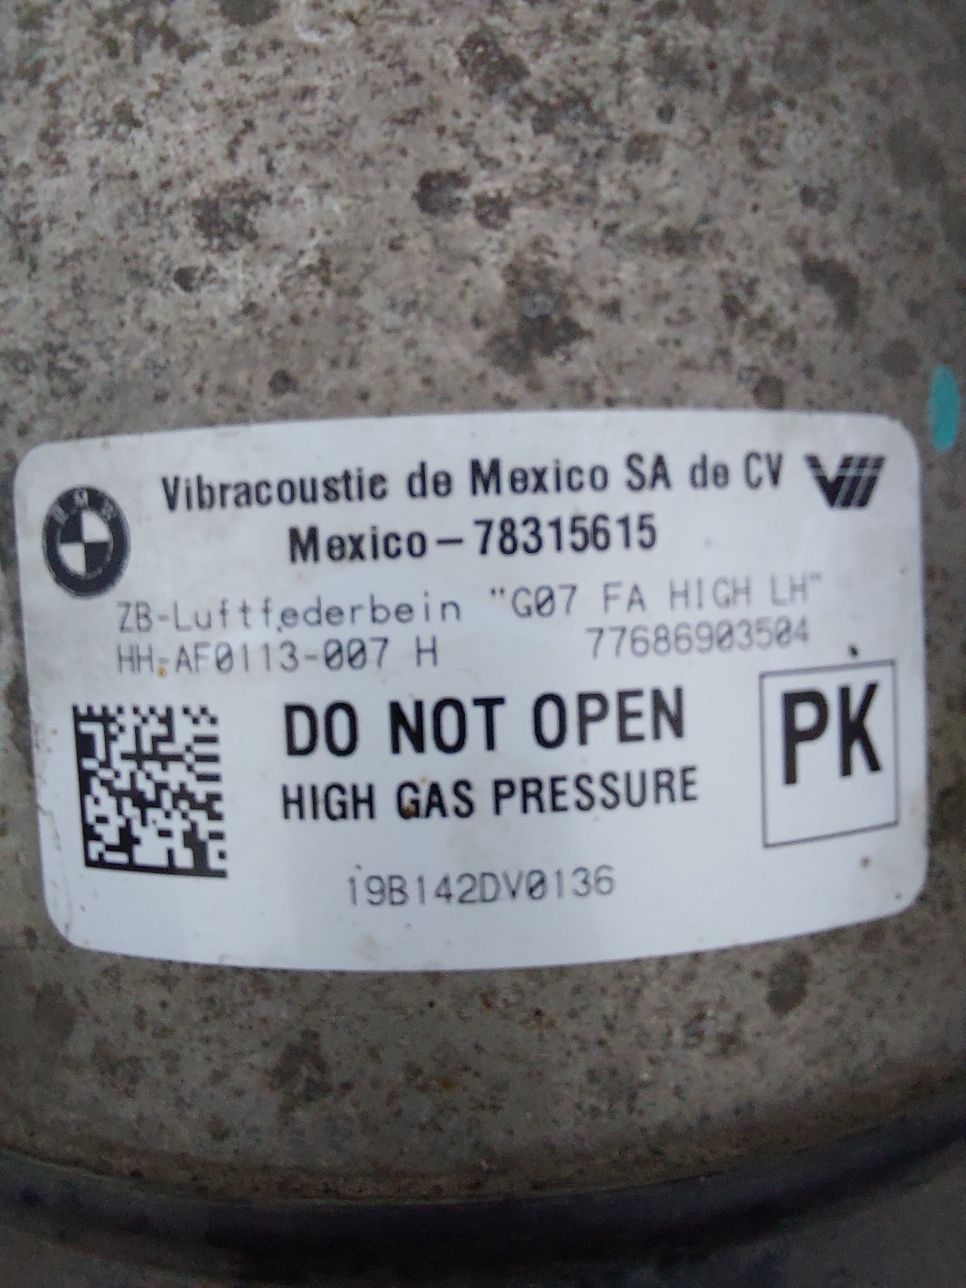 Vibracoustic de Mexico SA de CV
Mexico-78315615
ZB-Luftfederbein "G07 FA HIGH LH"
HH-AF0113-007 H 77686903504
DO NOT OPEN
PK
HIGH GAS PRESSURE
19B142DV0136